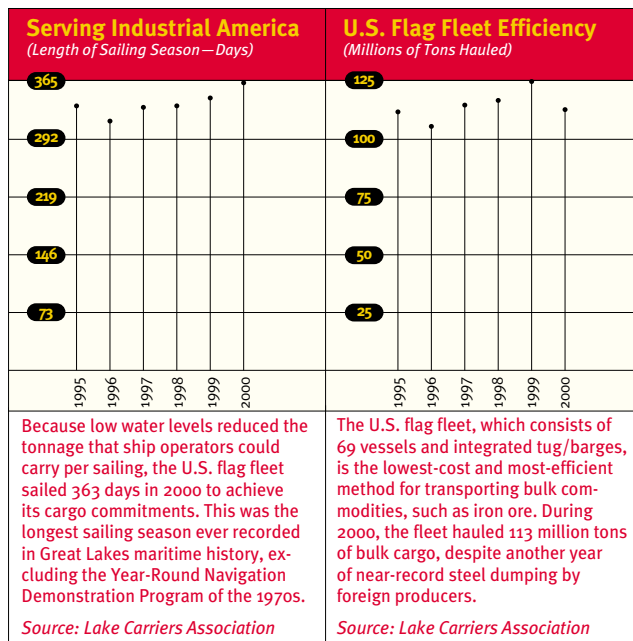 Serving Industrial America
(Length of Sailing Season—Days)
365
292
219
146
73
1995
1996
1997
1998
1999
2000
Because low water levels reduced the
tonnage that ship operators could
carry per sailing, the U.S. flag fleet
sailed 363 days in 2000 to achieve
its cargo commitments. This was the
longest sailing season ever recorded
in Great Lakes maritime history, ex-
cluding the Year-Round Navigation
Demonstration Program of the 1970s.
Source: Lake Carriers Association
U.S. Flag Fleet Efficiency
(Millions of Tons Hauled)
125
100
75
50
25
1995
1996
1997
1998
1999
2000
The U.S. flag fleet, which consists of
69 vessels and integrated tug/barges,
is the lowest-cost and most-efficient
method for transporting bulk com-
modities, such as iron ore. During
2000, the fleet hauled 113 million tons
of bulk cargo, despite another year
of near-record steel dumping by
foreign producers.
Source: Lake Carriers Association